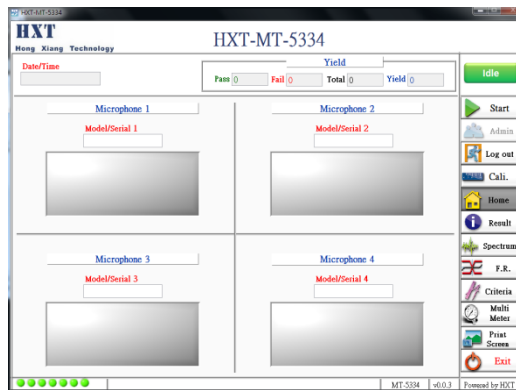 HXT-MT-5334
HXT
Hong Xiang Technology
HXT-MT-5334
Date/Time
Yield
Pass 0 Fail 0 Total 0 Yield 0
Idle
Microphone 1
Model/Serial 1
Microphone 2
Model/Serial 2
Microphone 3
Model/Serial 3
Microphone 4
Model/Serial 4
Start
Admin
Log out
Cali.
Home
Result
Spectrum
F.R.
Criteria
Multi
Meter
Print
Screen
Exit
MT-5334 v0.0.3 Powered by HXT